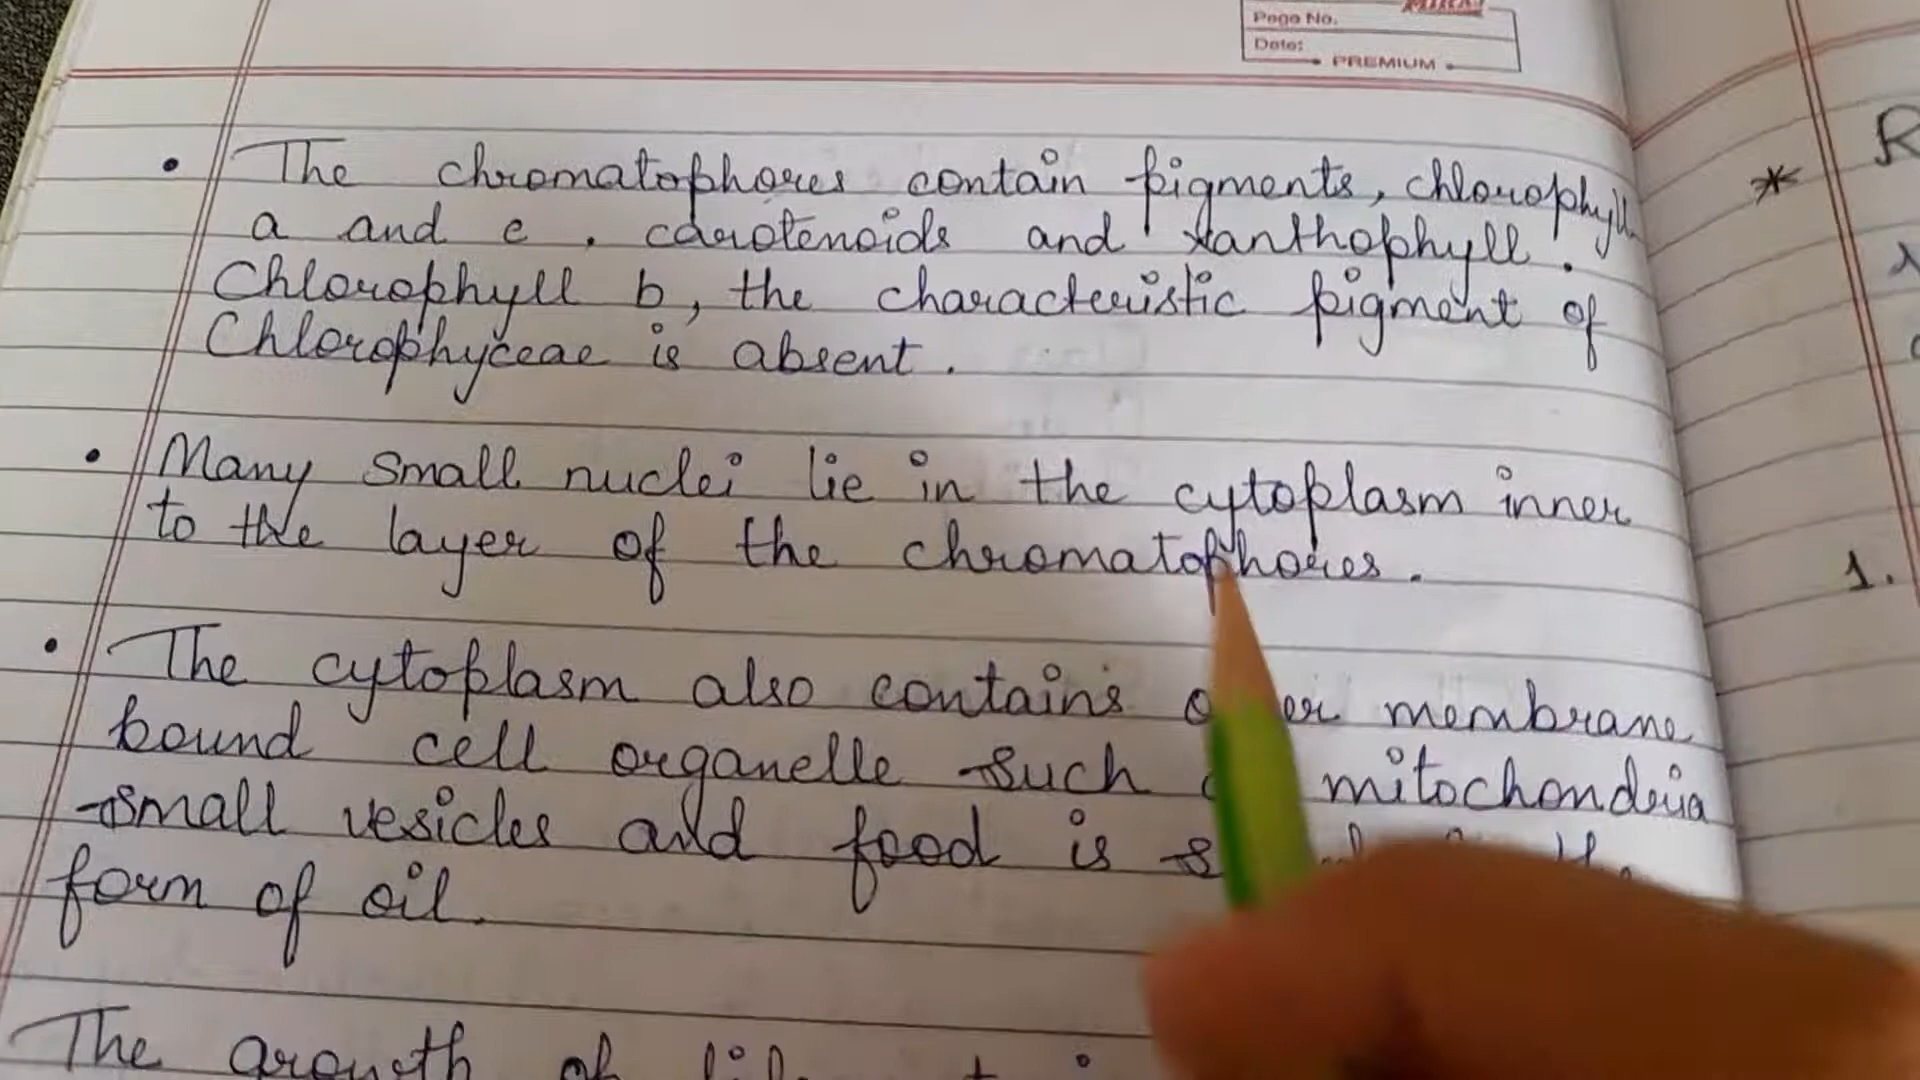 Page No.
Date:
PREMIUM
• The chromatophores contain pigments, chlorophyll
a and e , carotenoids and xanthophyll.
Chlorophyll b, the characteristic pigment of
Chlorophyceae is absent.
• Many small nuclei lie in the cytoplasm inner
to the layer of the chromatophores.
• The cytoplasm also contains membrane
bound cell organelle such mitochondria
small vesicles and food is
form of oil.
The growth of
*
R
1.